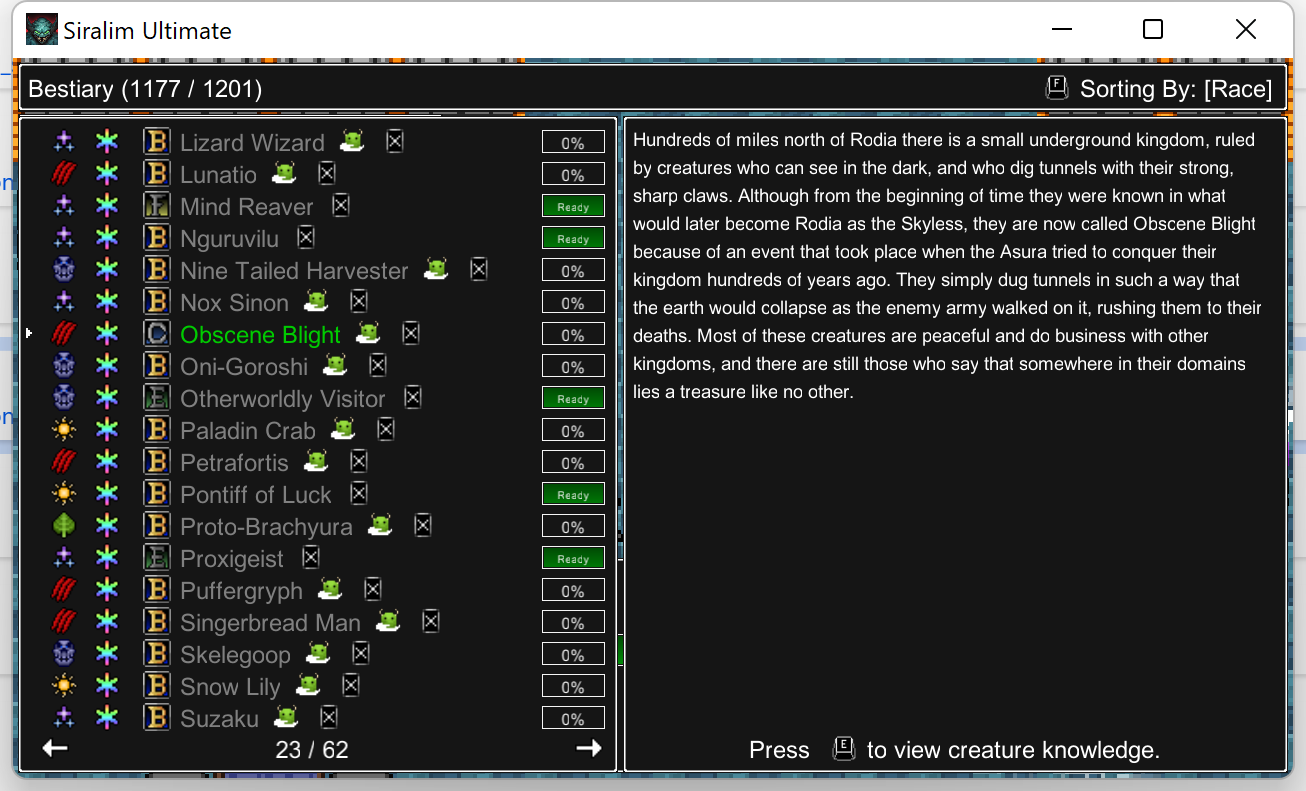 Siralim Ultimate
Bestiary (1177 / 1201)
F Sorting By: [Race]
B Lizard Wizard 0%
B Lunatio 0%
F Mind Reaver Ready
B Nguruvilu Ready
B Nine Tailed Harvester 0%
B Nox Sinon 0%
C Obscene Blight 0%
B Oni-Goroshi 0%
E Otherworldly Visitor Ready
B Paladin Crab 0%
B Petrafortis 0%
B Pontiff of Luck Ready
B Proto-Brachyura 0%
E Proxigeist Ready
B Puffergryph 0%
B Singerbread Man 0%
B Skelegoop 0%
B Snow Lily 0%
B Suzaku 0%
23 / 62
Hundreds of miles north of Rodia there is a small underground kingdom, ruled
by creatures who can see in the dark, and who dig tunnels with their strong,
sharp claws. Although from the beginning of time they were known in what
would later become Rodia as the Skyless, they are now called Obscene Blight
because of an event that took place when the Asura tried to conquer their
kingdom hundreds of years ago. They simply dug tunnels in such a way that
the earth would collapse as the enemy army walked on it, rushing them to their
deaths. Most of these creatures are peaceful and do business with other
kingdoms, and there are still those who say that somewhere in their domains
lies a treasure like no other.
Press E to view creature knowledge.